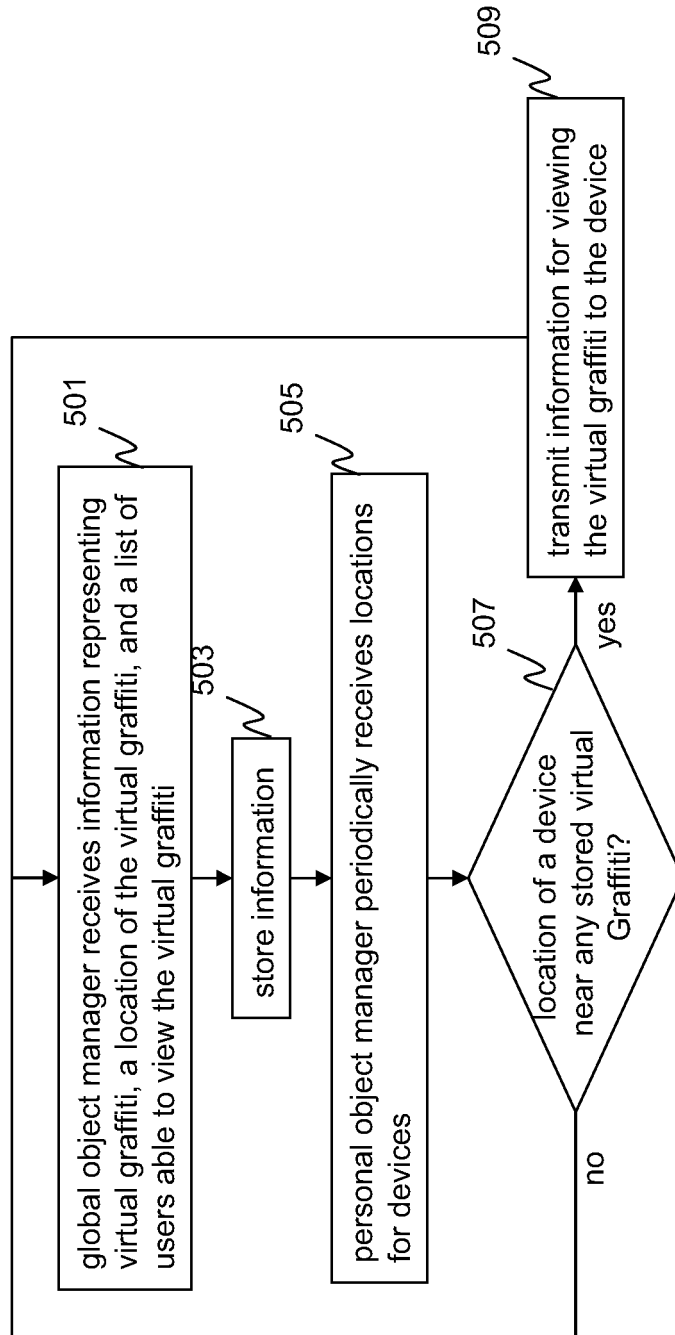 501
global object manager receives information representing
virtual graffiti, a location of the virtual graffiti, and a list of
users able to view the virtual graffiti
503
store information
505
personal object manager periodically receives locations
for devices
507
location of a device
near any stored virtual
Graffiti?
no
yes
509
transmit information for viewing
the virtual graffiti to the device